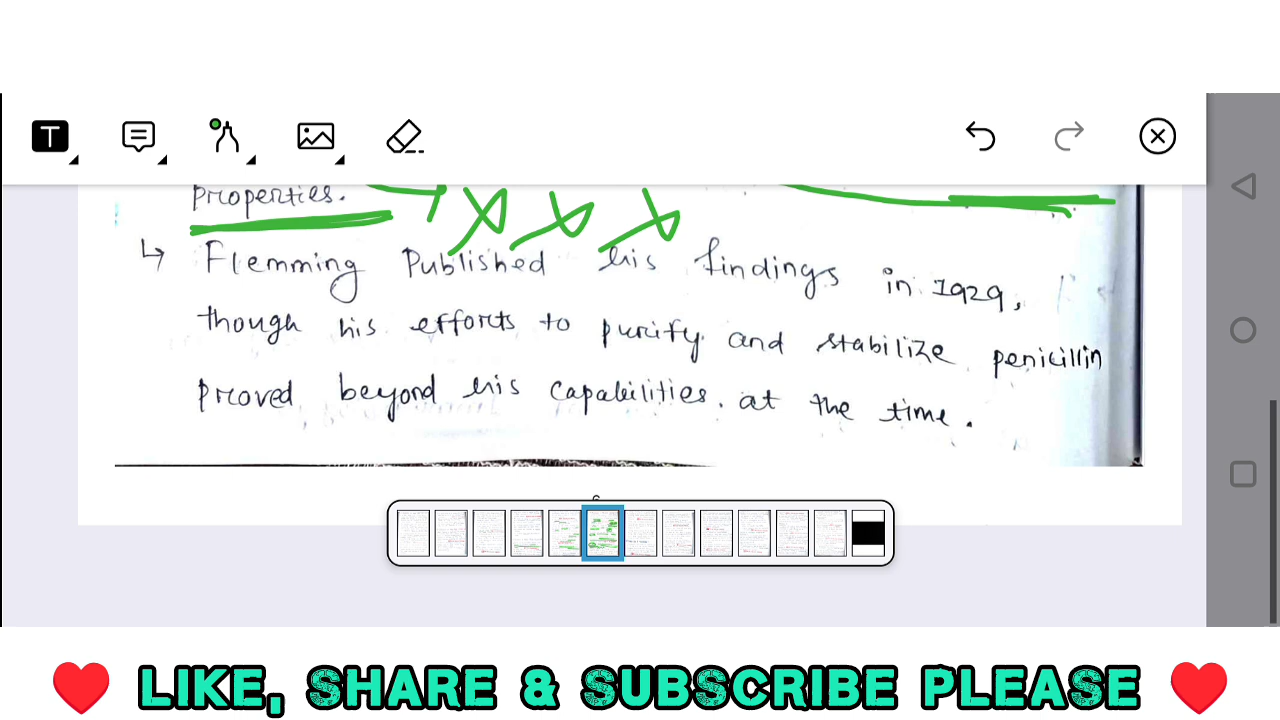 T
properties.
↳ Flemming Published his findings in 1929,
though his efforts to purify and stabilize penicillin
proved beyond his capabilities. at the time.
LIKE, SHARE & SUBSCRIBE PLEASE